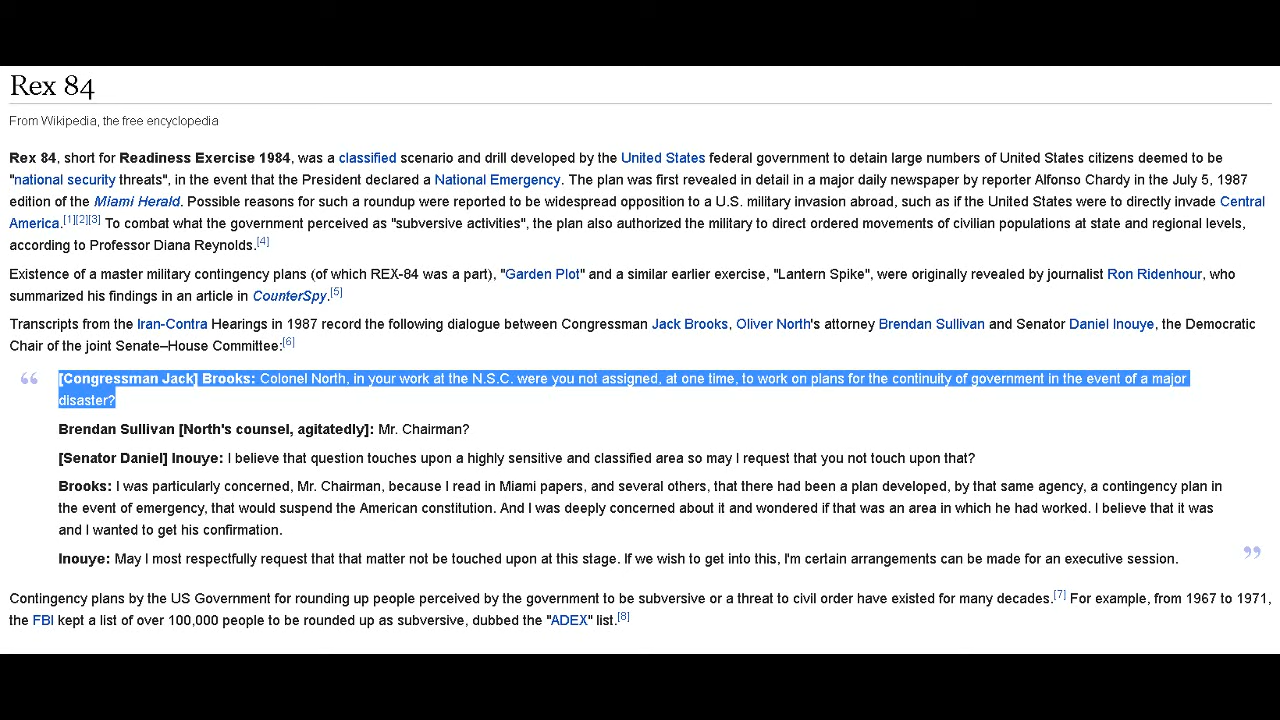 Rex 84
From Wikipedia, the free encyclopedia
Rex 84, short for Readiness Exercise 1984, was a classified scenario and drill developed by the United States federal government to detain large numbers of United States citizens deemed to be
"national security threats", in the event that the President declared a National Emergency. The plan was first revealed in detail in a major daily newspaper by reporter Alfonso Chardy in the July 5, 1987
edition of the Miami Herald. Possible reasons for such a roundup were reported to be widespread opposition to a U.S. military invasion abroad, such as if the United States were to directly invade Central
America.[1][2][3] To combat what the government perceived as "subversive activities", the plan also authorized the military to direct ordered movements of civilian populations at state and regional levels,
according to Professor Diana Reynolds.[4]
Existence of a master military contingency plans (of which REX-84 was a part), "Garden Plot" and a similar earlier exercise, "Lantern Spike", were originally revealed by journalist Ron Ridenhour, who
summarized his findings in an article in CounterSpy.[5]
Transcripts from the Iran-Contra Hearings in 1987 record the following dialogue between Congressman Jack Brooks, Oliver North's attorney Brendan Sullivan and Senator Daniel Inouye, the Democratic
Chair of the joint Senate–House Committee:[6]
“ [Congressman Jack] Brooks: Colonel North, in your work at the N.S.C. were you not assigned, at one time, to work on plans for the continuity of government in the event of a major
disaster?
Brendan Sullivan [North's counsel, agitatedly]: Mr. Chairman?
[Senator Daniel] Inouye: I believe that question touches upon a highly sensitive and classified area so may I request that you not touch upon that?
Brooks: I was particularly concerned, Mr. Chairman, because I read in Miami papers, and several others, that there had been a plan developed, by that same agency, a contingency plan in
the event of emergency, that would suspend the American constitution. And I was deeply concerned about it and wondered if that was an area in which he had worked. I believe that it was
and I wanted to get his confirmation.
Inouye: May I most respectfully request that that matter not be touched upon at this stage. If we wish to get into this, I'm certain arrangements can be made for an executive session. ”
Contingency plans by the US Government for rounding up people perceived by the government to be subversive or a threat to civil order have existed for many decades.[7] For example, from 1967 to 1971,
the FBI kept a list of over 100,000 people to be rounded up as subversive, dubbed the "ADEX" list.[8]